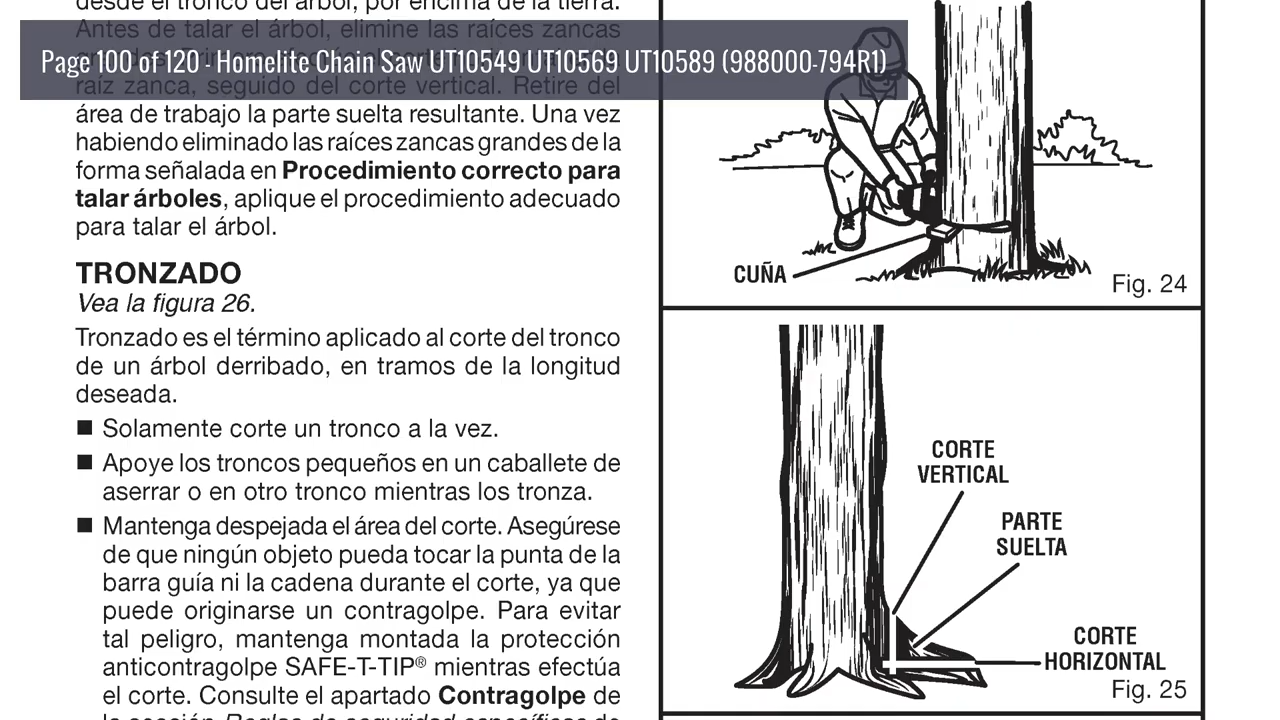 desde el tronco del árbol, por encima de la tierra.
Antes de talar el árbol, elimine las raíces zancas
Page 100 of 120 - Homelite Chain Saw UT10549 UT10569 UT10589 (988000-794R1)
raíz zanca, seguido del corte vertical. Retire del
área de trabajo la parte suelta resultante. Una vez
habiendo eliminado las raíces zancas grandes de la
forma señalada en Procedimiento correcto para
talar árboles, aplique el procedimiento adecuado
para talar el árbol.
TRONZADO
Vea la figura 26.
Tronzado es el término aplicado al corte del tronco
de un árbol derribado, en tramos de la longitud
deseada.
■ Solamente corte un tronco a la vez.
■ Apoye los troncos pequeños en un caballete de
aserrar o en otro tronco mientras los tronza.
■ Mantenga despejada el área del corte. Asegúrese
de que ningún objeto pueda tocar la punta de la
barra guía ni la cadena durante el corte, ya que
puede originarse un contragolpe. Para evitar
tal peligro, mantenga montada la protección
anticontragolpe SAFE-T-TIP® mientras efectúa
el corte. Consulte el apartado Contragolpe de
la sección Reglas de seguridad específicas de
CUÑA
Fig. 24
CORTE
VERTICAL
PARTE
SUELTA
CORTE
HORIZONTAL
Fig. 25